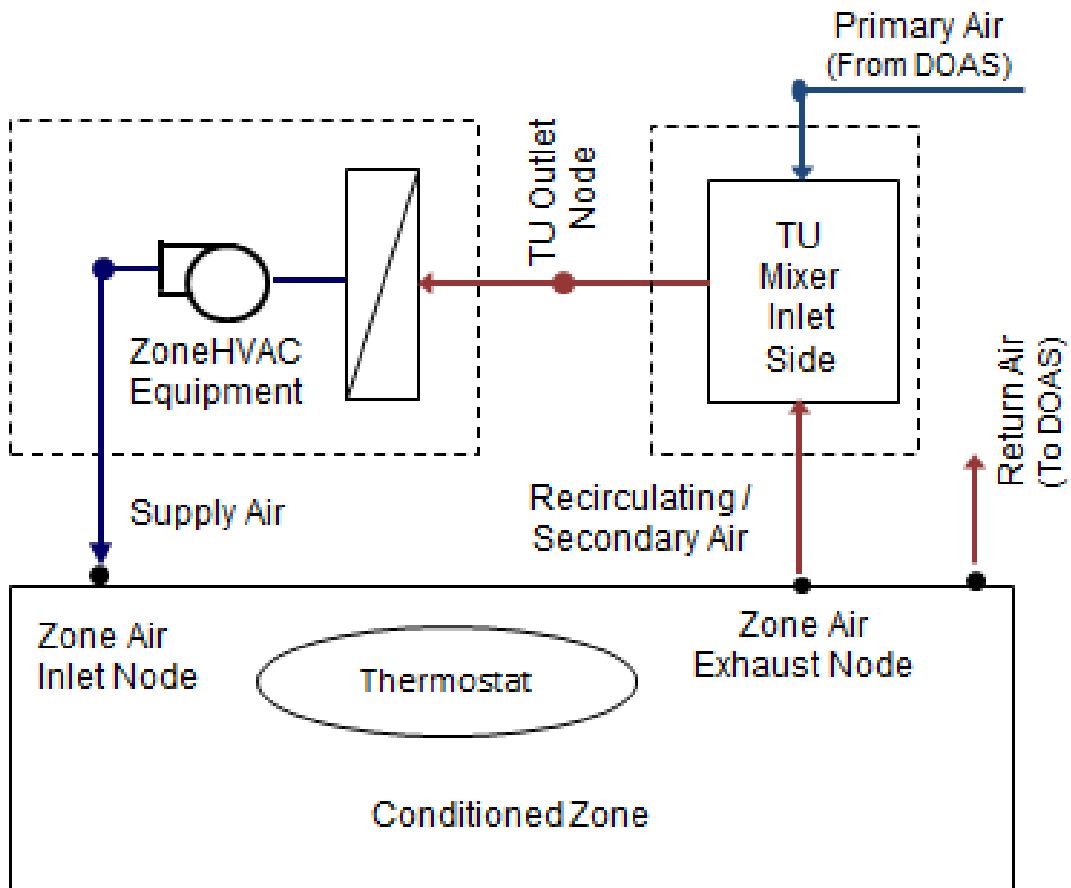 Primary Air
(From DOAS)
TU Outlet
Node
TU
Mixer
Inlet
Side
ZoneHVAC
Equipment
Return Air
(To DOAS)
Recirculating /
Secondary Air
Supply Air
Zone Air
Inlet Node
Thermostat
Zone Air
Exhaust Node
Conditioned Zone